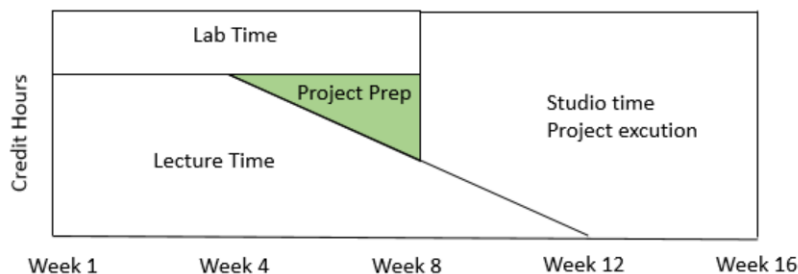 Lab Time
Project Prep
Studio time
Project excution
Lecture Time
Credit Hours
Week 1
Week 4
Week 8
Week 12
Week 16